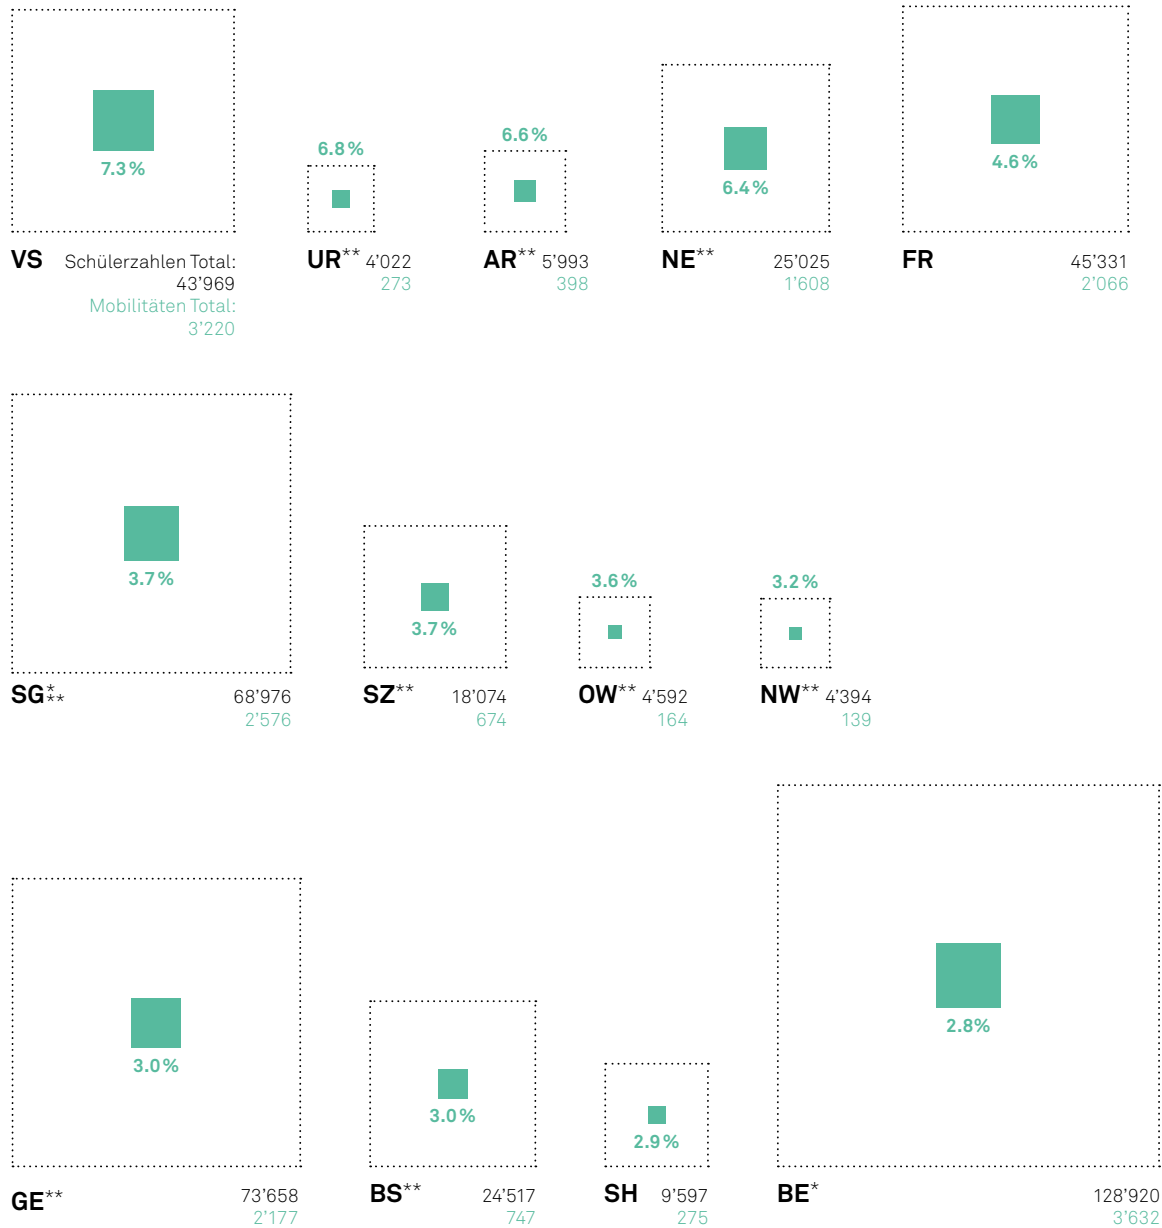 7.3 %
VS Schülerzahlen Total:
43’969
Mobilitäten Total:
3’220
6.8 %
UR** 4’022
273
6.6 %
AR** 5’993
398
6.4 %
NE** 25’025
1’608
4.6 %
FR 45’331
2’066
3.7 %
SG*** 68’976
2’576
3.7 %
SZ** 18’074
674
3.6 %
OW** 4’592
164
3.2 %
NW** 4’394
139
3.0 %
GE** 73’658
2’177
3.0 %
BS** 24’517
747
2.9 %
SH 9’597
275
2.8%
BE* 128’920
3’632